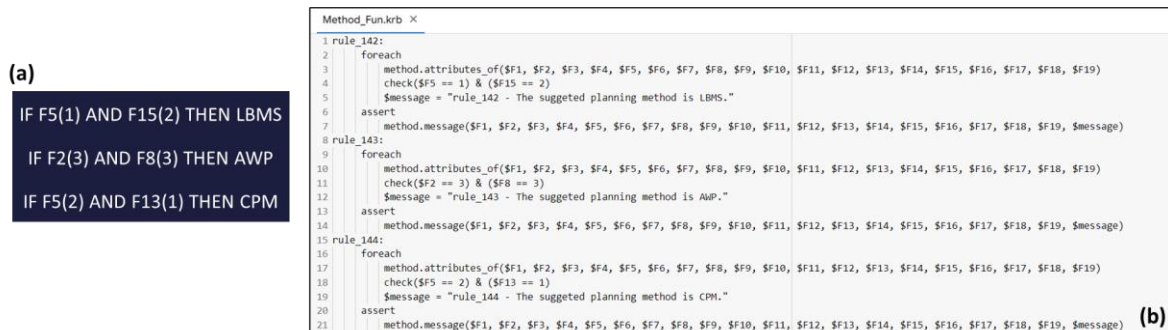 (a)
IF F5(1) AND F15(2) THEN LBMS
IF F2(3) AND F8(3) THEN AWP
IF F5(2) AND F13(1) THEN CPM
Method_Fun.krb ×
1 rule_142:
2 foreach
3 method.attributes_of($F1, $F2, $F3, $F4, $F5, $F6, $F7, $F8, $F9, $F10, $F11, $F12, $F13, $F14, $F15, $F16, $F17, $F18, $F19)
4 check($F5 == 1) & ($F15 == 2)
5 $message = "rule_142 - The suggeted planning method is LBMS."
6 assert
7 method.message($F1, $F2, $F3, $F4, $F5, $F6, $F7, $F8, $F9, $F10, $F11, $F12, $F13, $F14, $F15, $F16, $F17, $F18, $F19, $message)
8 rule_143:
9 foreach
10 method.attributes_of($F1, $F2, $F3, $F4, $F5, $F6, $F7, $F8, $F9, $F10, $F11, $F12, $F13, $F14, $F15, $F16, $F17, $F18, $F19)
11 check($F2 == 3) & ($F8 == 3)
12 $message = "rule_143 - The suggeted planning method is AWP."
13 assert
14 method.message($F1, $F2, $F3, $F4, $F5, $F6, $F7, $F8, $F9, $F10, $F11, $F12, $F13, $F14, $F15, $F16, $F17, $F18, $F19, $message)
15 rule_144:
16 foreach
17 method.attributes_of($F1, $F2, $F3, $F4, $F5, $F6, $F7, $F8, $F9, $F10, $F11, $F12, $F13, $F14, $F15, $F16, $F17, $F18, $F19)
18 check($F5 == 2) & ($F13 == 1)
19 $message = "rule_144 - The suggeted planning method is CPM."
20 assert
21 method.message($F1, $F2, $F3, $F4, $F5, $F6, $F7, $F8, $F9, $F10, $F11, $F12, $F13, $F14, $F15, $F16, $F17, $F18, $F19, $message)
(b)